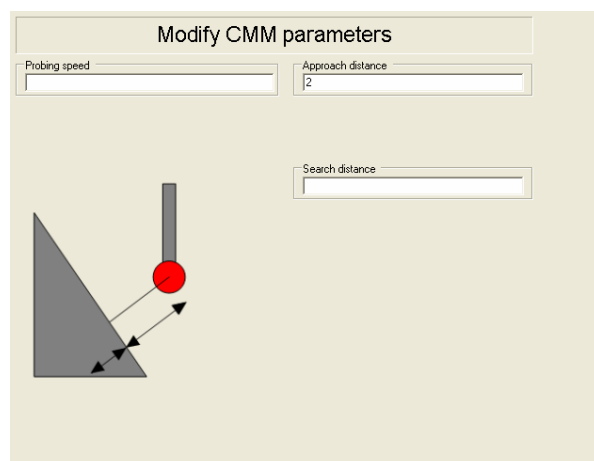 Modify CMM parameters
Probing speed
Approach distance
2
Search distance